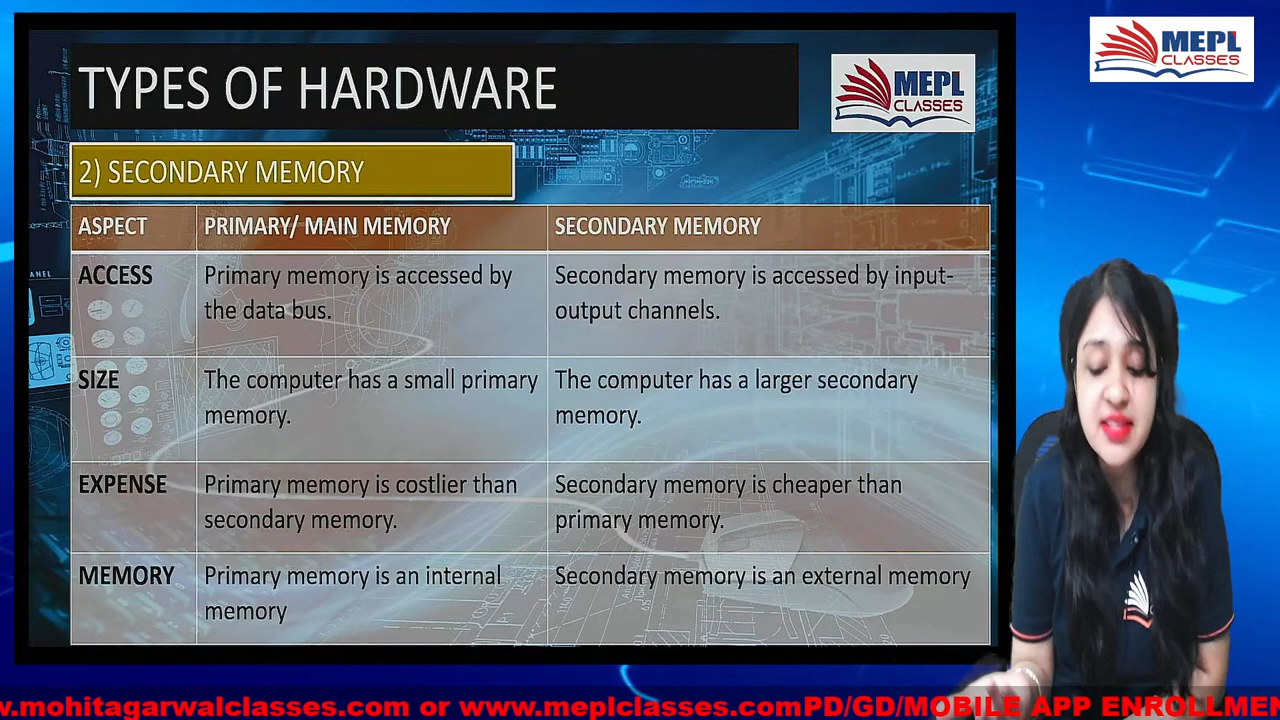 TYPES OF HARDWARE
MEPL
CLASSES
MEPL
CLASSES
2) SECONDARY MEMORY
ASPECT
PRIMARY/ MAIN MEMORY
SECONDARY MEMORY
ACCESS
Primary memory is accessed by
the data bus.
Secondary memory is accessed by input-
output channels.
SIZE
The computer has a small primary
memory.
The computer has a larger secondary
memory.
EXPENSE
Primary memory is costlier than
secondary memory.
Secondary memory is cheaper than
primary memory.
MEMORY
Primary memory is an internal
memory
Secondary memory is an external memory
w.mohitagarwalclasses.com or www.meplclasses.comPD/GD/MOBILE APP ENROLLME